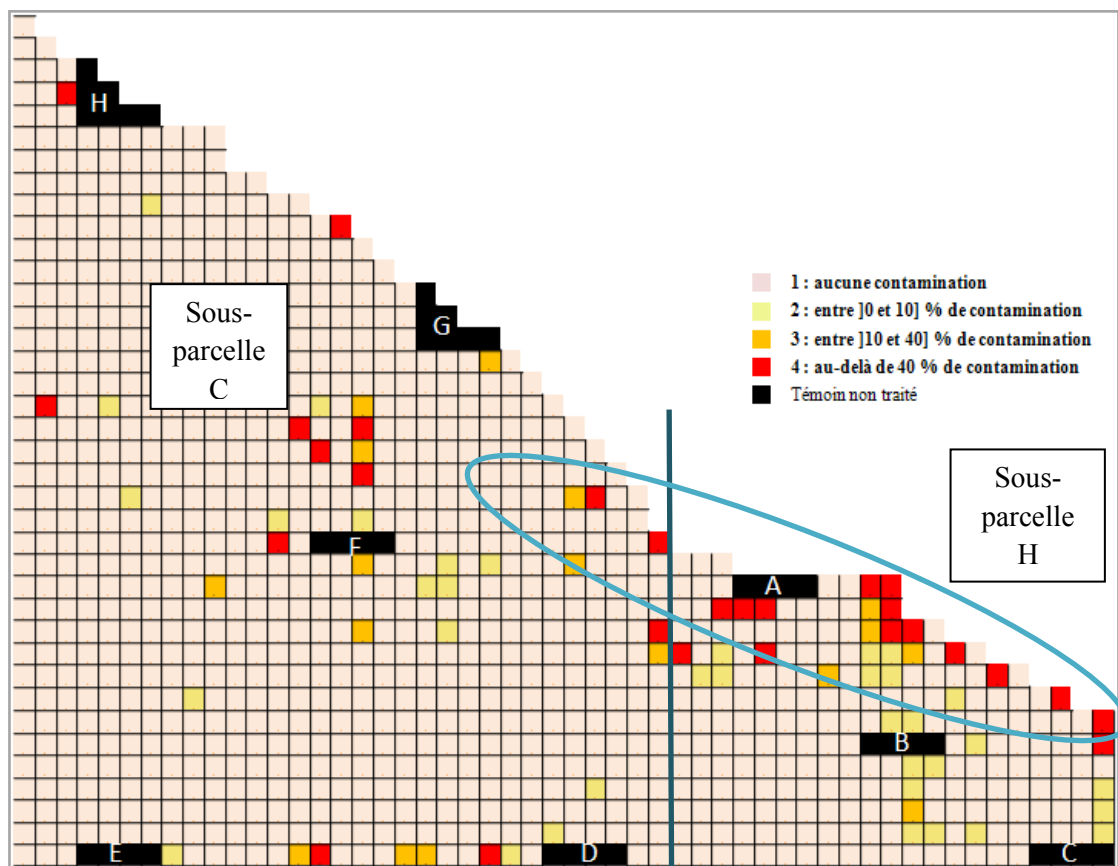 H
Sous-
parcelle
C
G
1 : aucune contamination
2 : entre ]0 et 10] % de contamination
3 : entre ]10 et 40] % de contamination
4 : au-delà de 40 % de contamination
Témoin non traité
Sous-
parcelle
H
F
A
B
E
D
C